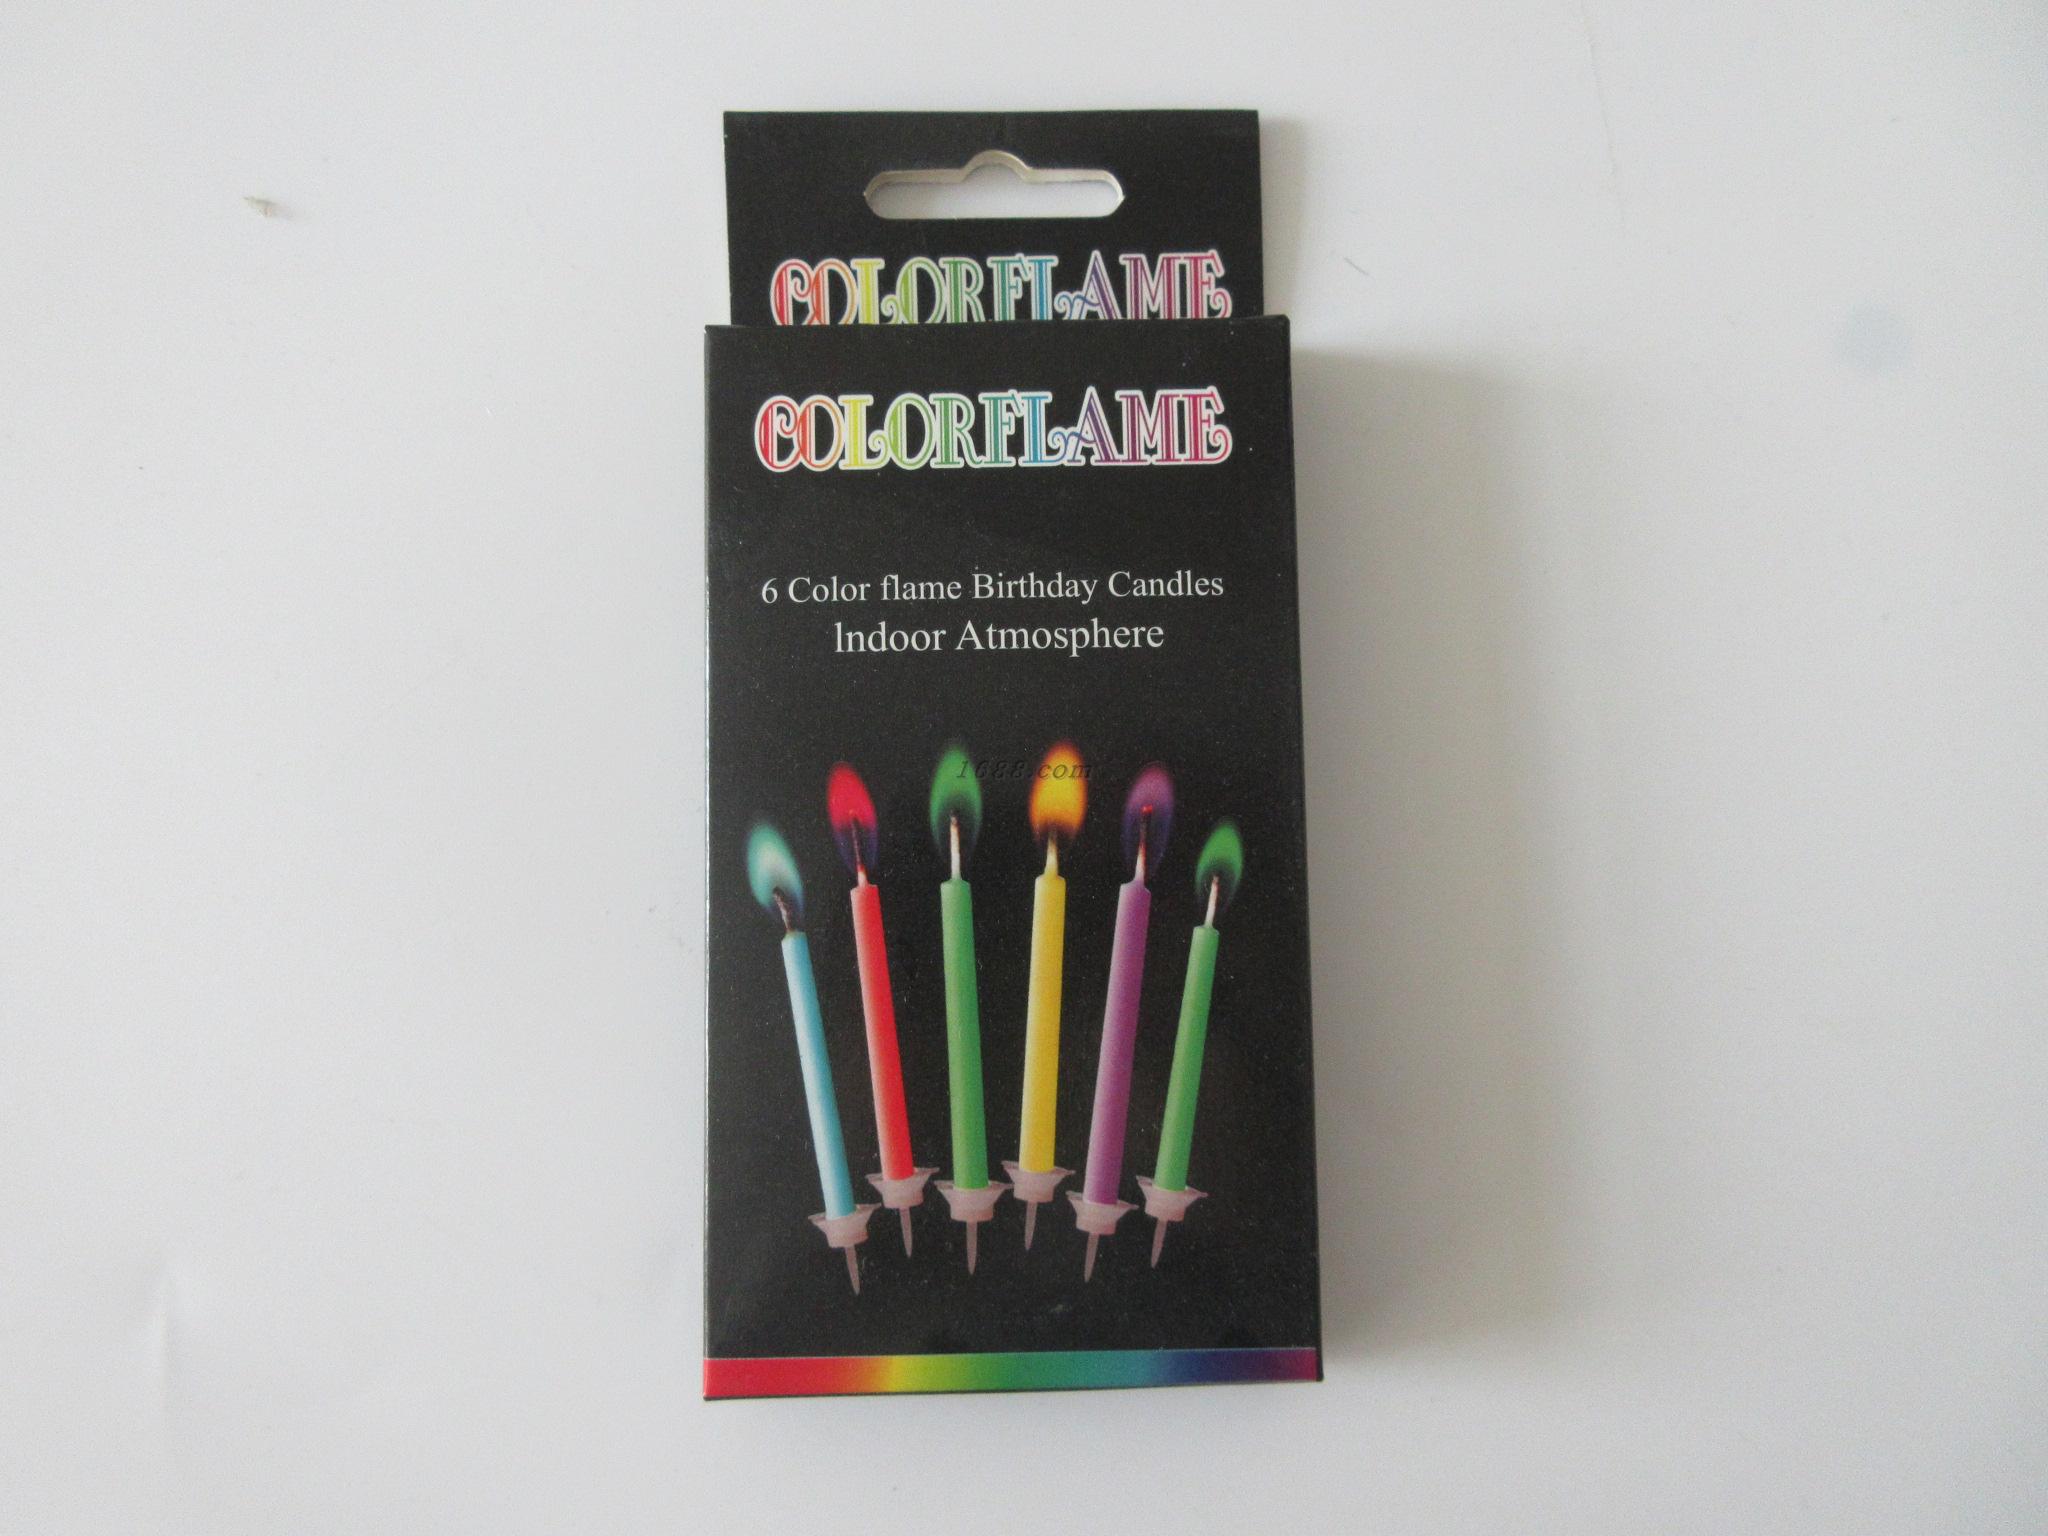 COLORFLAME
COLORFLAME
6 Color flame Birthday Candles
Indoor Atmosphere
1688.com